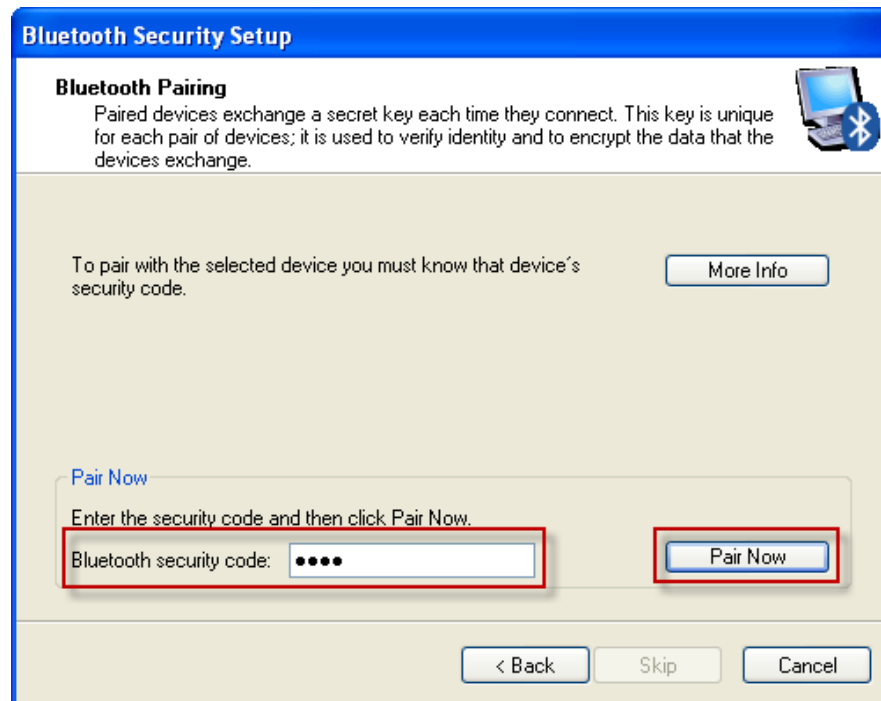 Bluetooth Security Setup
Bluetooth Pairing
Paired devices exchange a secret key each time they connect. This key is unique
for each pair of devices; it is used to verify identity and to encrypt the data that the
devices exchange.
To pair with the selected device you must know that device´s
security code.
More Info
Pair Now
Enter the security code and then click Pair Now.
Bluetooth security code: ●●●●
Pair Now
< Back
Skip
Cancel